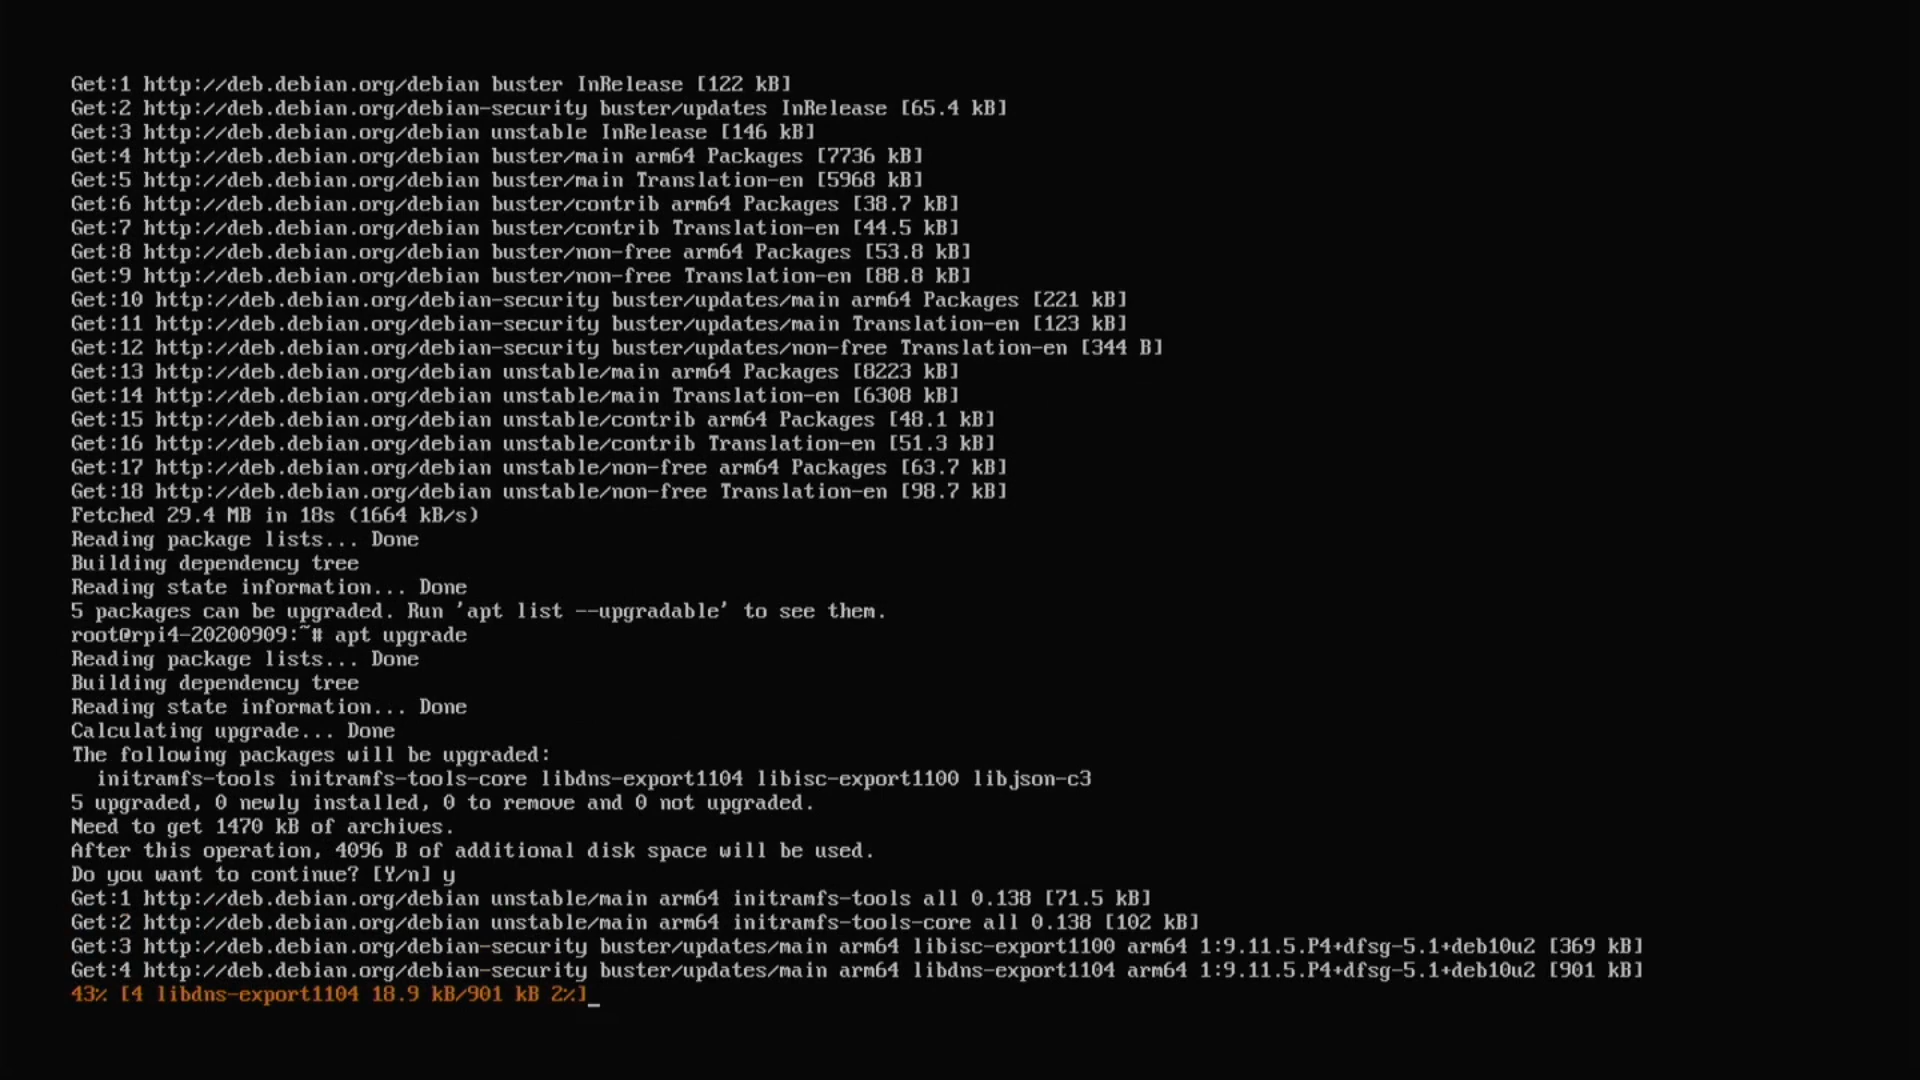 Get:1 http://deb.debian.org/debian buster InRelease [122 kB]
Get:2 http://deb.debian.org/debian-security buster/updates InRelease [65.4 kB]
Get:3 http://deb.debian.org/debian unstable InRelease [146 kB]
Get:4 http://deb.debian.org/debian buster/main arm64 Packages [7736 kB]
Get:5 http://deb.debian.org/debian buster/main Translation-en [5968 kB]
Get:6 http://deb.debian.org/debian buster/contrib arm64 Packages [38.7 kB]
Get:7 http://deb.debian.org/debian buster/contrib Translation-en [44.5 kB]
Get:8 http://deb.debian.org/debian buster/non-free arm64 Packages [53.8 kB]
Get:9 http://deb.debian.org/debian buster/non-free Translation-en [88.8 kB]
Get:10 http://deb.debian.org/debian-security buster/updates/main arm64 Packages [221 kB]
Get:11 http://deb.debian.org/debian-security buster/updates/main Translation-en [123 kB]
Get:12 http://deb.debian.org/debian-security buster/updates/non-free Translation-en [344 B]
Get:13 http://deb.debian.org/debian unstable/main arm64 Packages [8223 kB]
Get:14 http://deb.debian.org/debian unstable/main Translation-en [6308 kB]
Get:15 http://deb.debian.org/debian unstable/contrib arm64 Packages [48.1 kB]
Get:16 http://deb.debian.org/debian unstable/contrib Translation-en [51.3 kB]
Get:17 http://deb.debian.org/debian unstable/non-free arm64 Packages [63.7 kB]
Get:18 http://deb.debian.org/debian unstable/non-free Translation-en [98.7 kB]
Fetched 29.4 MB in 18s (1664 kB/s)
Reading package lists... Done
Building dependency tree
Reading state information... Done
5 packages can be upgraded. Run 'apt list --upgradable' to see them.
root@rpi4-20200909:~# apt upgrade
Reading package lists... Done
Building dependency tree
Reading state information... Done
Calculating upgrade... Done
The following packages will be upgraded:
  initramfs-tools initramfs-tools-core libdns-export1104 libisc-export1100 libjson-c3
5 upgraded, 0 newly installed, 0 to remove and 0 not upgraded.
Need to get 1470 kB of archives.
After this operation, 4096 B of additional disk space will be used.
Do you want to continue? [Y/n] y
Get:1 http://deb.debian.org/debian unstable/main arm64 initramfs-tools all 0.138 [71.5 kB]
Get:2 http://deb.debian.org/debian unstable/main arm64 initramfs-tools-core all 0.138 [102 kB]
Get:3 http://deb.debian.org/debian-security buster/updates/main arm64 libisc-export1100 arm64 1:9.11.5.P4+dfsg-5.1+deb10u2 [369 kB]
Get:4 http://deb.debian.org/debian-security buster/updates/main arm64 libdns-export1104 arm64 1:9.11.5.P4+dfsg-5.1+deb10u2 [901 kB]
43% [4 libdns-export1104 18.9 kB/901 kB 2%]_